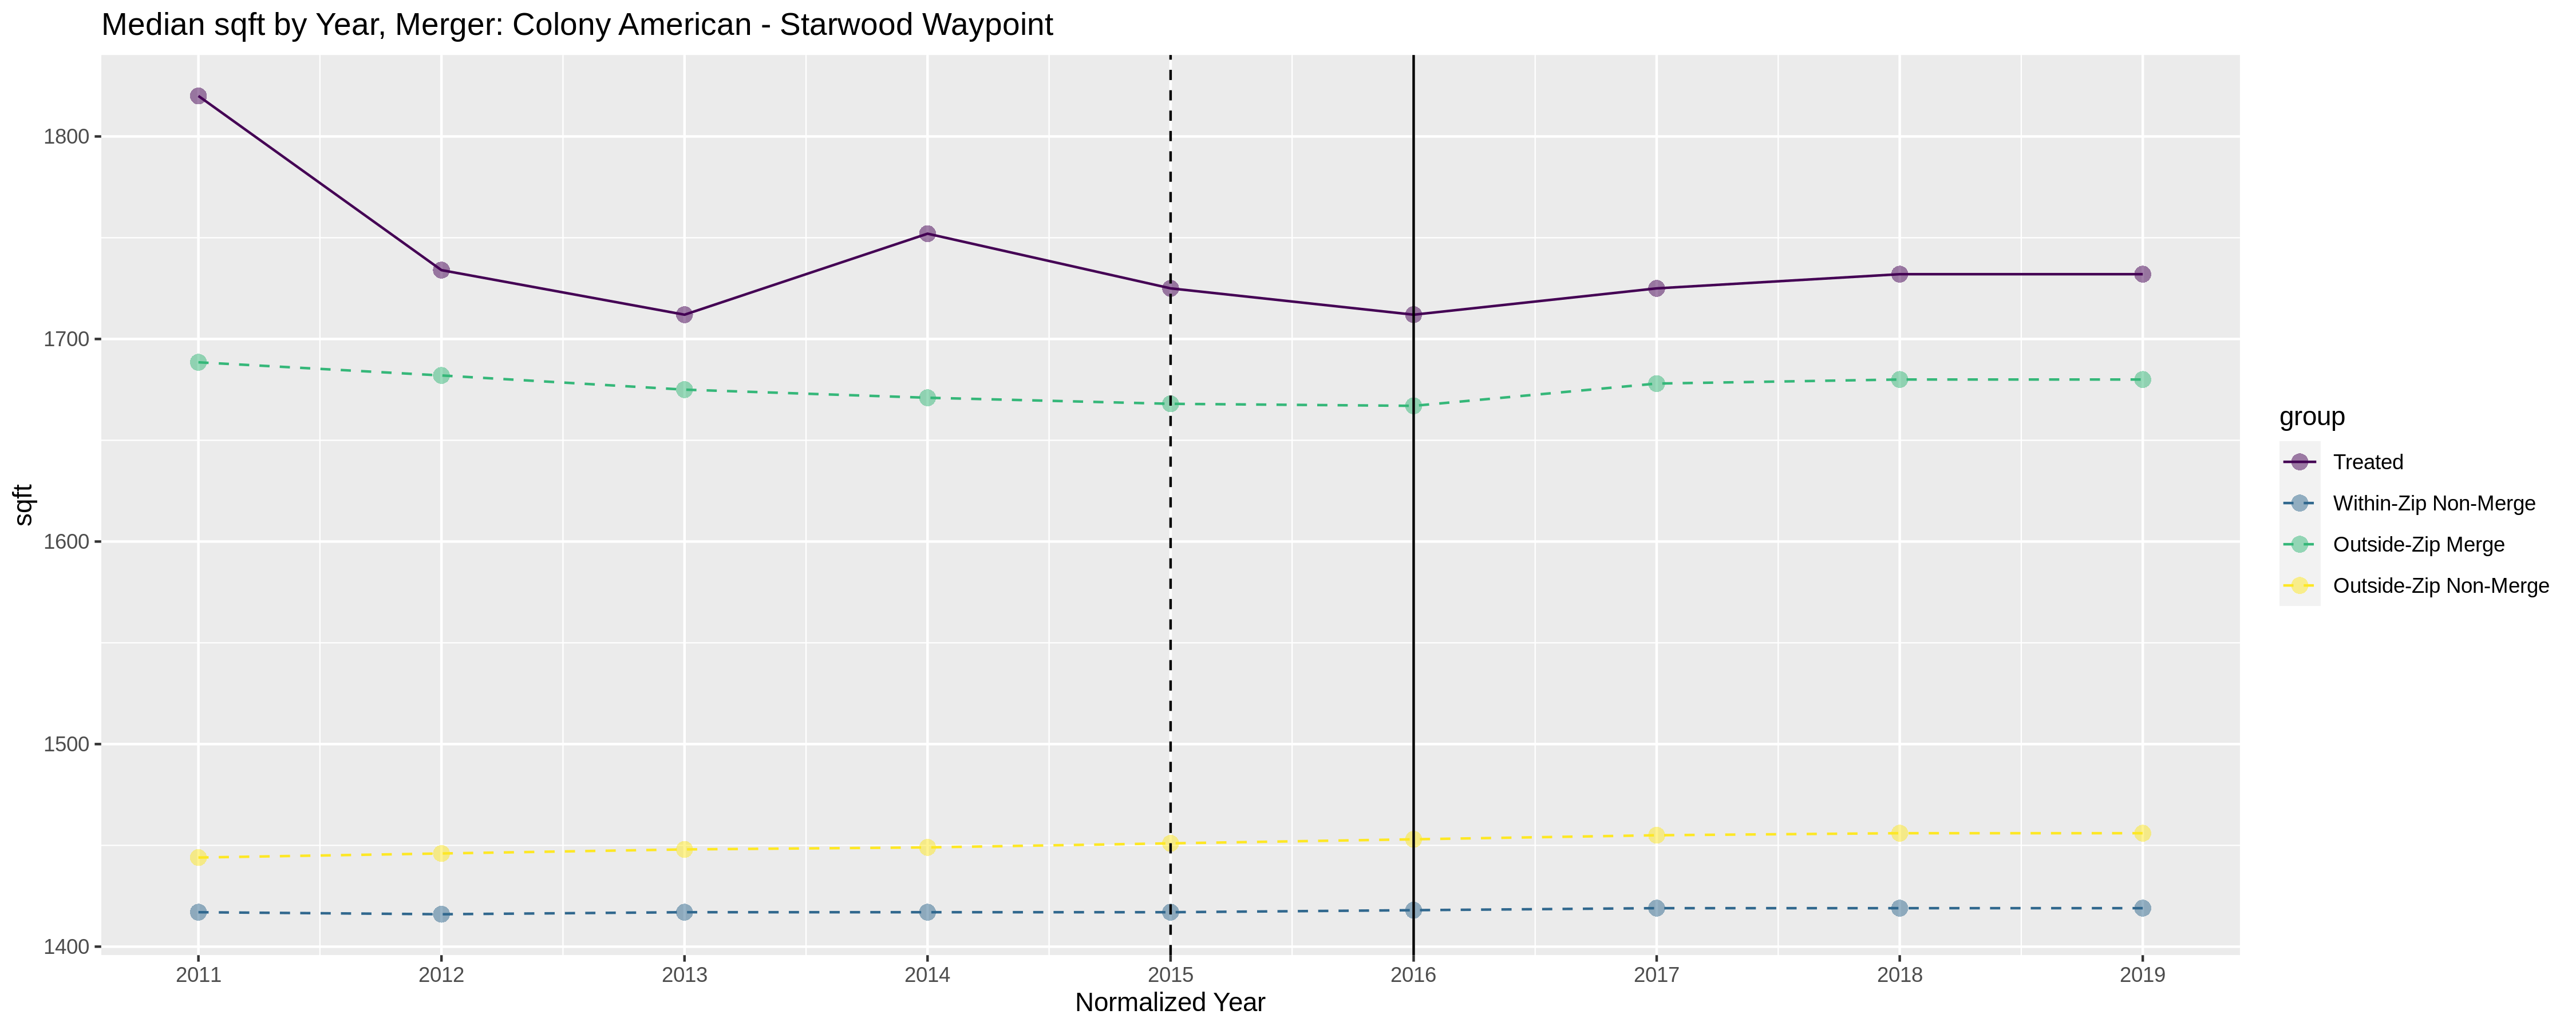 Median sqft by Year, Merger: Colony American - Starwood Waypoint
1800
1700
1600
1500
1400
sqft
2011 2012 2013 2014 2015 2016 2017 2018 2019
Normalized Year
group
Treated
Within-Zip Non-Merge
Outside-Zip Merge
Outside-Zip Non-Merge